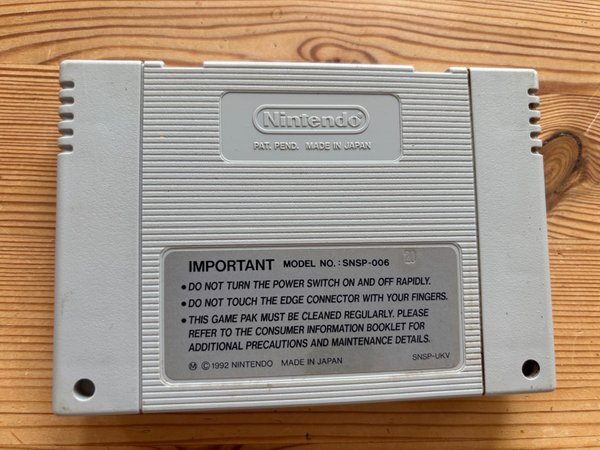 Nintendo®
PAT. PEND. MADE IN JAPAN
IMPORTANT MODEL NO.: SNSP-006 20
• DO NOT TURN THE POWER SWITCH ON AND OFF RAPIDLY.
• DO NOT TOUCH THE EDGE CONNECTOR WITH YOUR FINGERS.
• THIS GAME PAK MUST BE CLEANED REGULARLY. PLEASE
REFER TO THE CONSUMER INFORMATION BOOKLET FOR
ADDITIONAL PRECAUTIONS AND MAINTENANCE DETAILS.
Ⓜ ©1992 NINTENDO MADE IN JAPAN SNSP-UKV